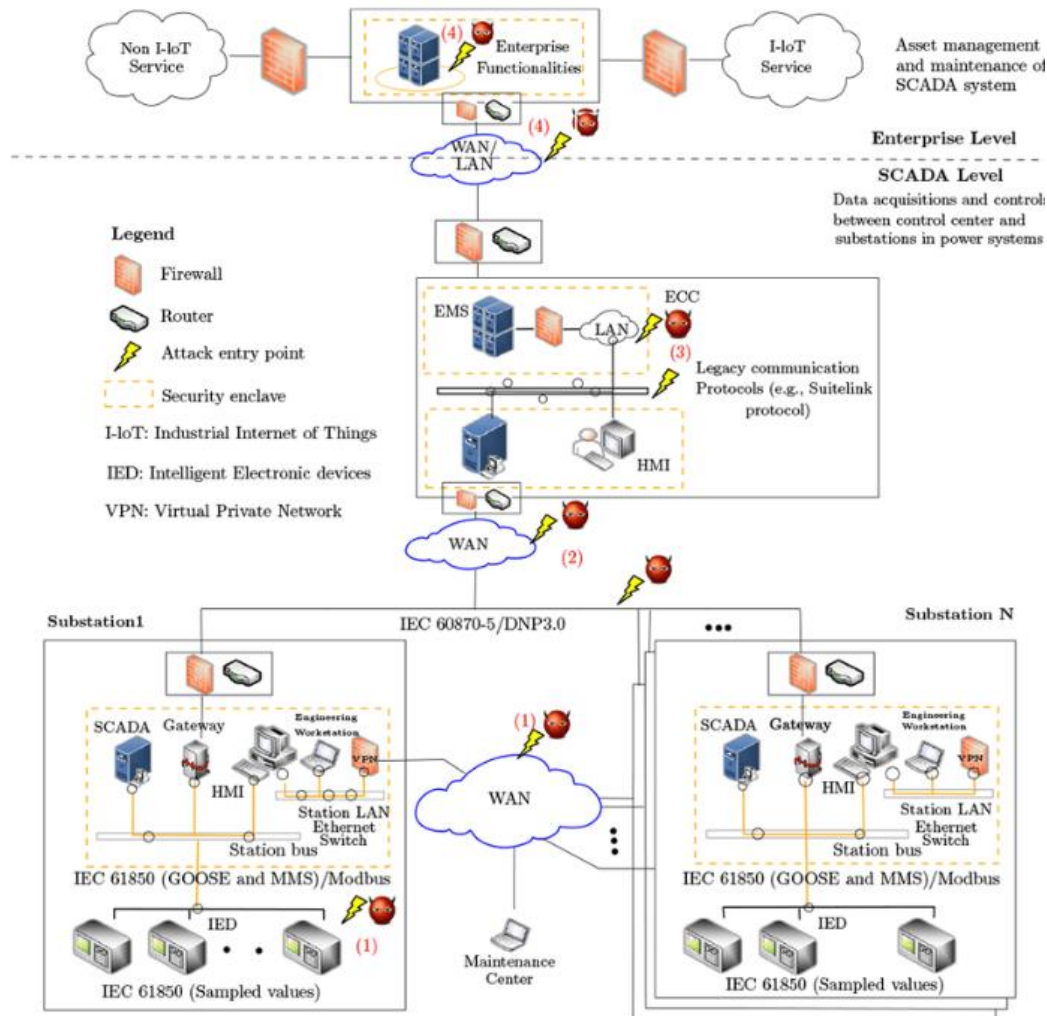 Non I-IoT
Service
(4)
Enterprise
Functionalities
I-IoT
Service
Asset management
and maintenance of
SCADA system
(4)
WAN/
LAN
Enterprise Level
SCADA Level
Data acquisitions and controls
between control center and
substations in power systems
Legend
Firewall
Router
Attack entry point
Security enclave
I-IoT: Industrial Internet of Things
IED: Intelligent Electronic devices
VPN: Virtual Private Network
EMS
LAN
ECC
(3)
Legacy communication
Protocols (e.g., Suitelink
protocol)
HMI
WAN
(2)
Substation1
IEC 60870-5/DNP3.0
Substation N
SCADA
Gateway
Engineering
Workstation
VPN
HMI
Station LAN
Ethernet
Switch
Station bus
IEC 61850 (GOOSE and MMS)/Modbus
IED
(1)
IEC 61850 (Sampled values)
(1)
WAN
Maintenance
Center
SCADA
Gateway
Engineering
Workstation
VPN
HMI
Station LAN
Ethernet
Switch
Station bus
IEC 61850 (GOOSE and MMS)/Modbus
IED
IEC 61850 (Sampled values)